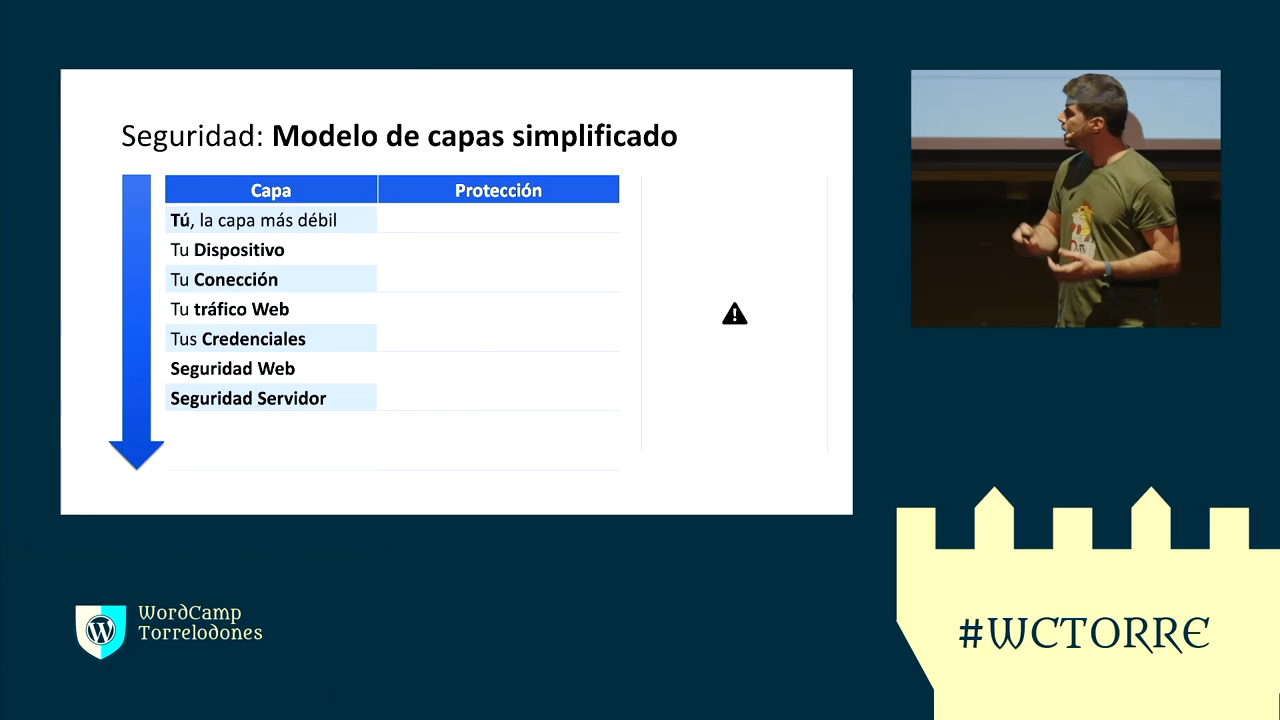 Seguridad: Modelo de capas simplificado
Capa Protección
Tú, la capa más débil
Tu Dispositivo
Tu Conección
Tu tráfico Web
Tus Credenciales
Seguridad Web
Seguridad Servidor
WordCamp
Torrelodones
#WCTORRE